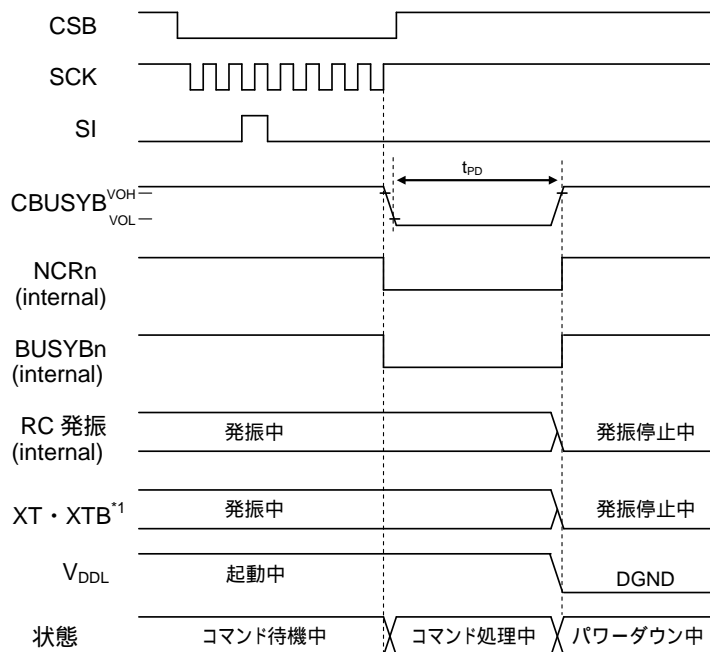 CSB
SCK
SI
tPD
CBUSYB VOH
VOL
NCRn
(internal)
BUSYBn
(internal)
RC 発振
(internal)
発振中
発振停止中
XT・XTB*1
発振中
発振停止中
VDDL
起動中
DGND
状態
コマンド待機中
コマンド処理中
パワーダウン中